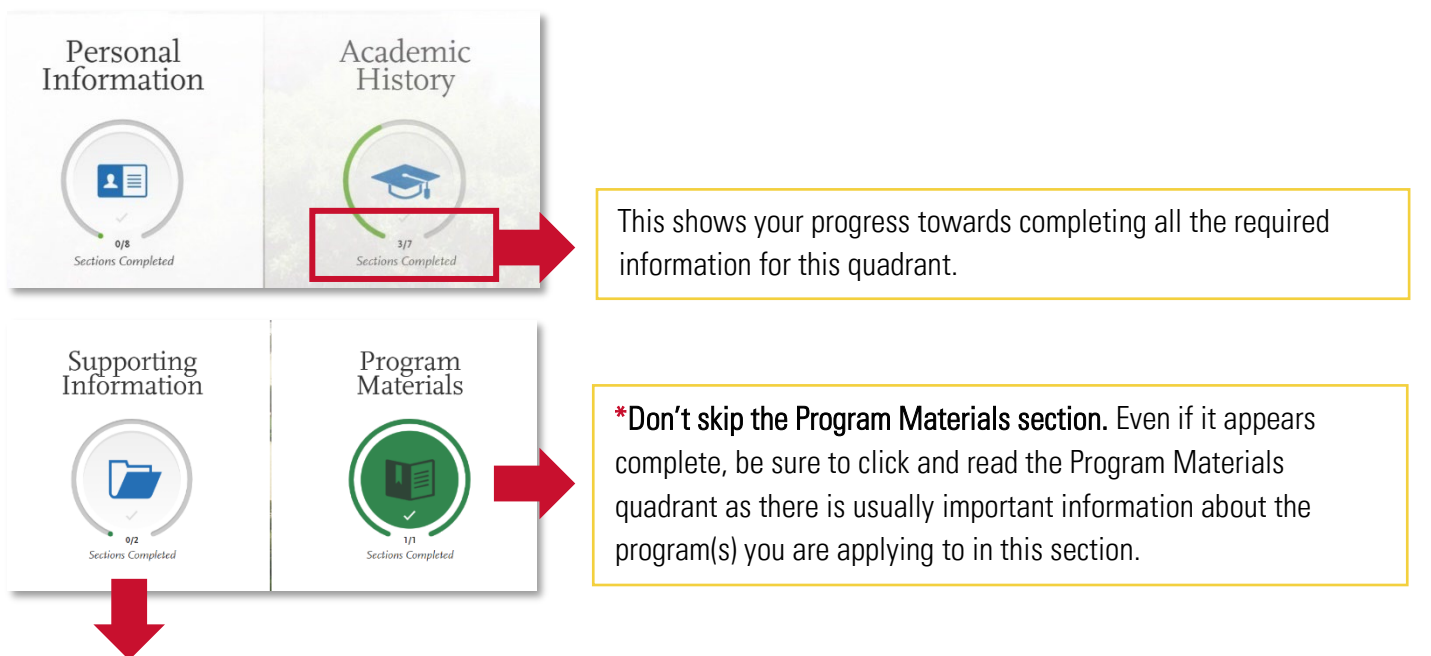 Personal
Information
0/8
Sections Completed
Academic
History
3/7
Sections Completed
This shows your progress towards completing all the required
information for this quadrant.
Supporting
Information
0/2
Sections Completed
Program
Materials
1/1
Sections Completed
*Don’t skip the Program Materials section. Even if it appears
complete, be sure to click and read the Program Materials
quadrant as there is usually important information about the
program(s) you are applying to in this section.